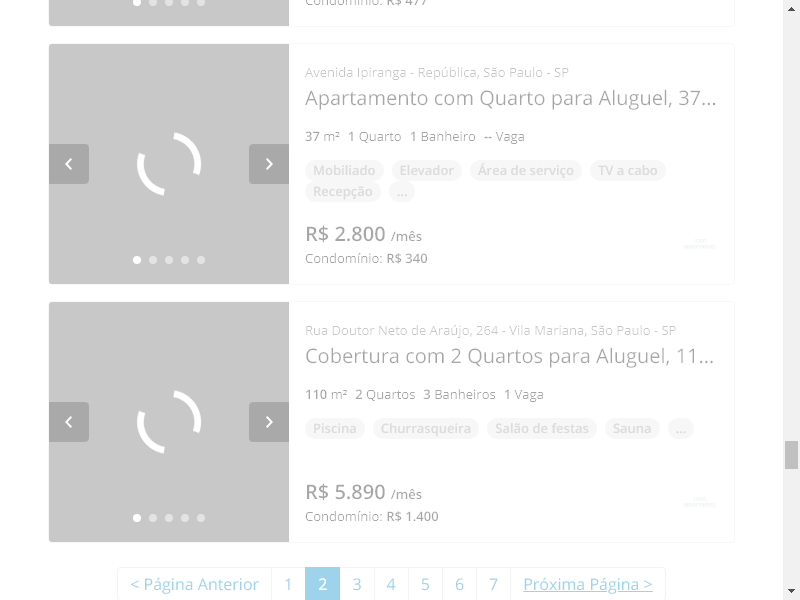 Condomínio: R$ 477
Avenida Ipiranga - República, São Paulo - SP
Apartamento com Quarto para Aluguel, 37...
37 m² 1 Quarto 1 Banheiro -- Vaga
Mobiliado Elevador Área de serviço TV a cabo
Recepção ...
R$ 2.800 /mês
Condomínio: R$ 340
Rua Doutor Neto de Araújo, 264 - Vila Mariana, São Paulo - SP
Cobertura com 2 Quartos para Aluguel, 11...
110 m² 2 Quartos 3 Banheiros 1 Vaga
Piscina Churrasqueira Salão de festas Sauna ...
R$ 5.890 /mês
Condomínio: R$ 1.400
< Página Anterior 1 2 3 4 5 6 7 Próxima Página >